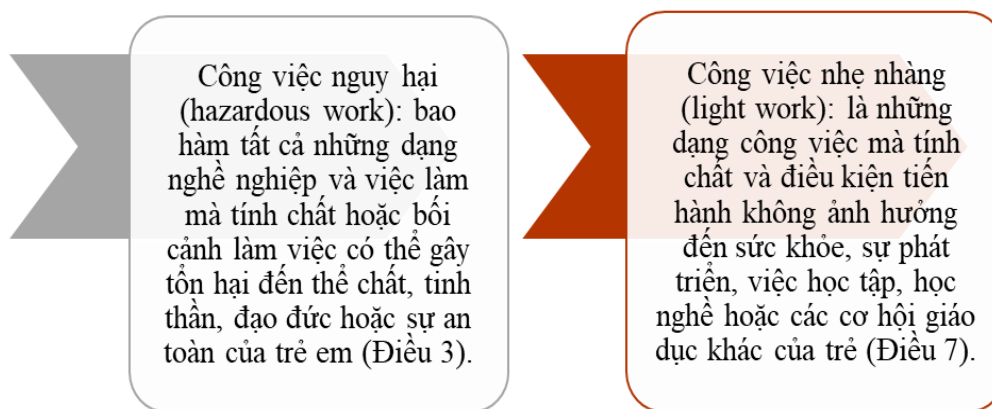 Công việc nguy hại
(hazardous work): bao
hàm tất cả những dạng
nghề nghiệp và việc làm
mà tính chất hoặc bối
cảnh làm việc có thể gây
tổn hại đến thể chất, tinh
thần, đạo đức hoặc sự an
toàn của trẻ em (Điều 3).
Công việc nhẹ nhàng
(light work): là những
dạng công việc mà tính
chất và điều kiện tiến
hành không ảnh hưởng
đến sức khỏe, sự phát
triển, việc học tập, học
nghề hoặc các cơ hội giáo
dục khác của trẻ (Điều 7).